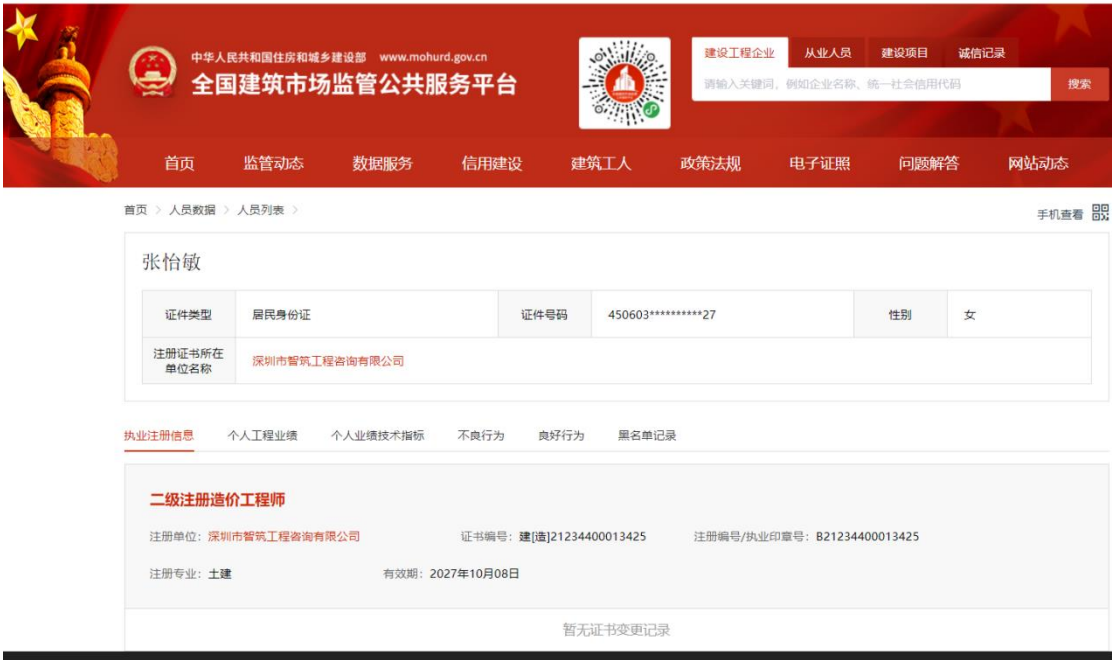 中华人民共和国住房和城乡建设部 www.mohurd.gov.cn
全国建筑市场监管公共服务平台
建设工程企业 从业人员 建设项目 诚信记录
请输入关键词，例如企业名称、统一社会信用代码 搜索
首页 监管动态 数据服务 信用建设 建筑工人 政策法规 电子证照 问题解答 网站动态
首页 > 人员数据 > 人员列表 >
手机查看
张怡敏
证件类型 居民身份证 证件号码 450603**********27 性别 女
注册证书所在
单位名称
深圳市智筑工程咨询有限公司
执业注册信息 个人工程业绩 个人业绩技术指标 不良行为 良好行为 黑名单记录
二级注册造价工程师
注册单位：深圳市智筑工程咨询有限公司 证书编号：建[造]21234400013425 注册编号/执业印章号：B21234400013425
注册专业：土建 有效期：2027年10月08日
暂无证书变更记录